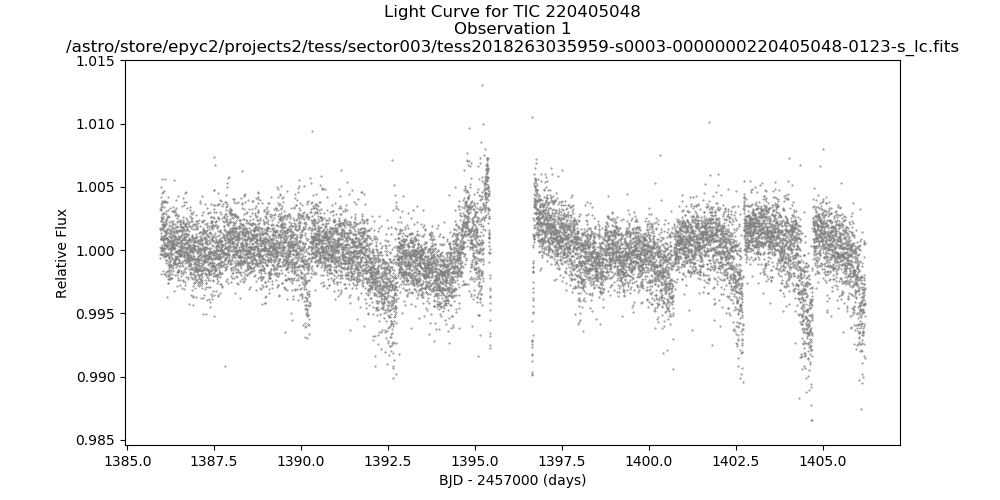 Light Curve for TIC 220405048
Observation 1
/astro/store/epyc2/projects2/tess/sector003/tess2018263035959-s0003-0000000220405048-0123-s_lc.fits
1.015
1.010
1.005
1.000
0.995
0.990
0.985
Relative Flux
1385.0 1387.5 1390.0 1392.5 1395.0 1397.5 1400.0 1402.5 1405.0
BJD - 2457000 (days)